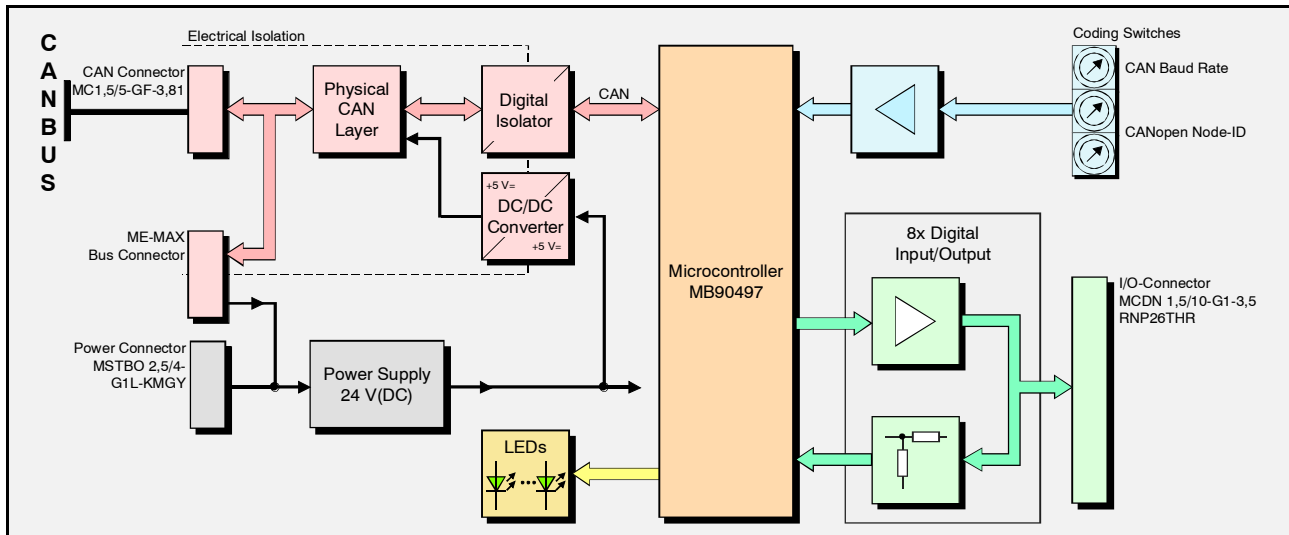 C
A
N
B
U
S
Electrical Isolation
CAN Connector
MC1,5/5-GF-3,81
Physical
CAN
Layer
Digital
Isolator
CAN
Coding Switches
CAN Baud Rate
CANopen Node-ID
+5 V=
DC/DC
Converter
+5 V=
ME-MAX
Bus Connector
Microcontroller
MB90497
8x Digital
Input/Output
I/O-Connector
MCDN 1,5/10-G1-3,5
RNP26THR
Power Connector
MSTBO 2,5/4-
G1L-KMGY
Power Supply
24 V(DC)
LEDs